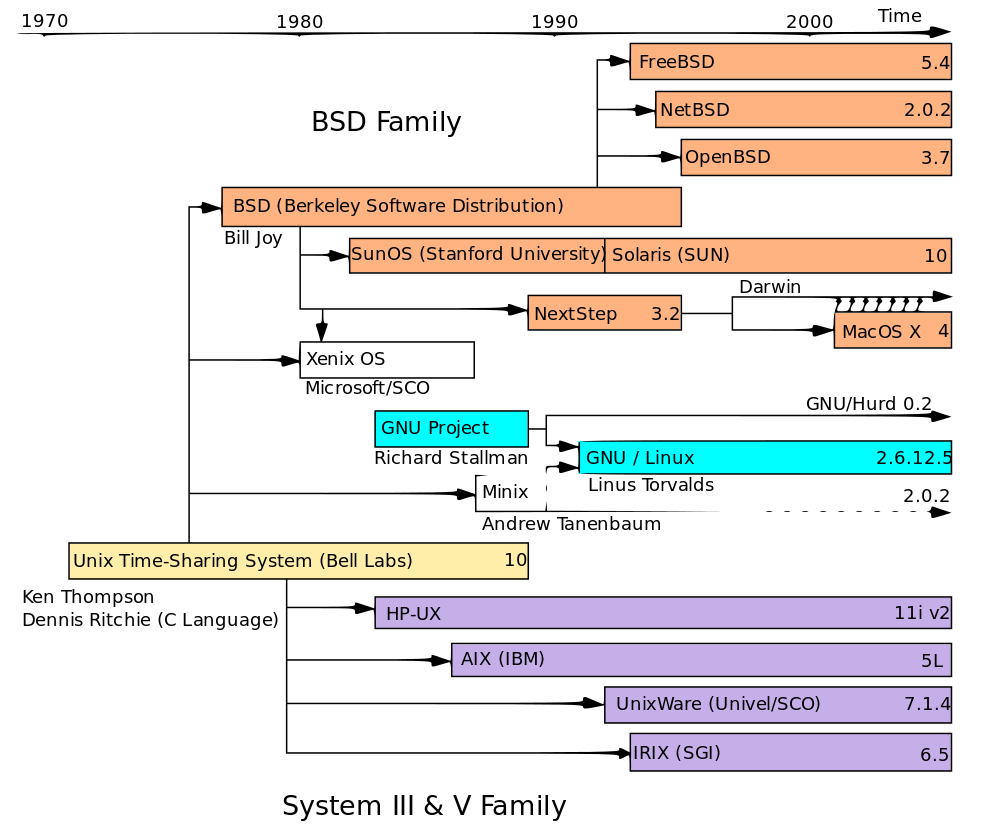 1970 1980 1990 2000 Time
FreeBSD 5.4
NetBSD 2.0.2
BSD Family
OpenBSD 3.7
BSD (Berkeley Software Distribution)
Bill Joy
SunOS (Stanford University) Solaris (SUN) 10
Darwin
NextStep 3.2
MacOS X 4
Xenix OS
Microsoft/SCO
GNU/Hurd 0.2
GNU Project
Richard Stallman
GNU / Linux 2.6.12.5
Linus Torvalds
Minix 2.0.2
Andrew Tanenbaum
Unix Time-Sharing System (Bell Labs) 10
Ken Thompson
Dennis Ritchie (C Language)
HP-UX 11i v2
AIX (IBM) 5L
UnixWare (Univel/SCO) 7.1.4
IRIX (SGI) 6.5
System III & V Family